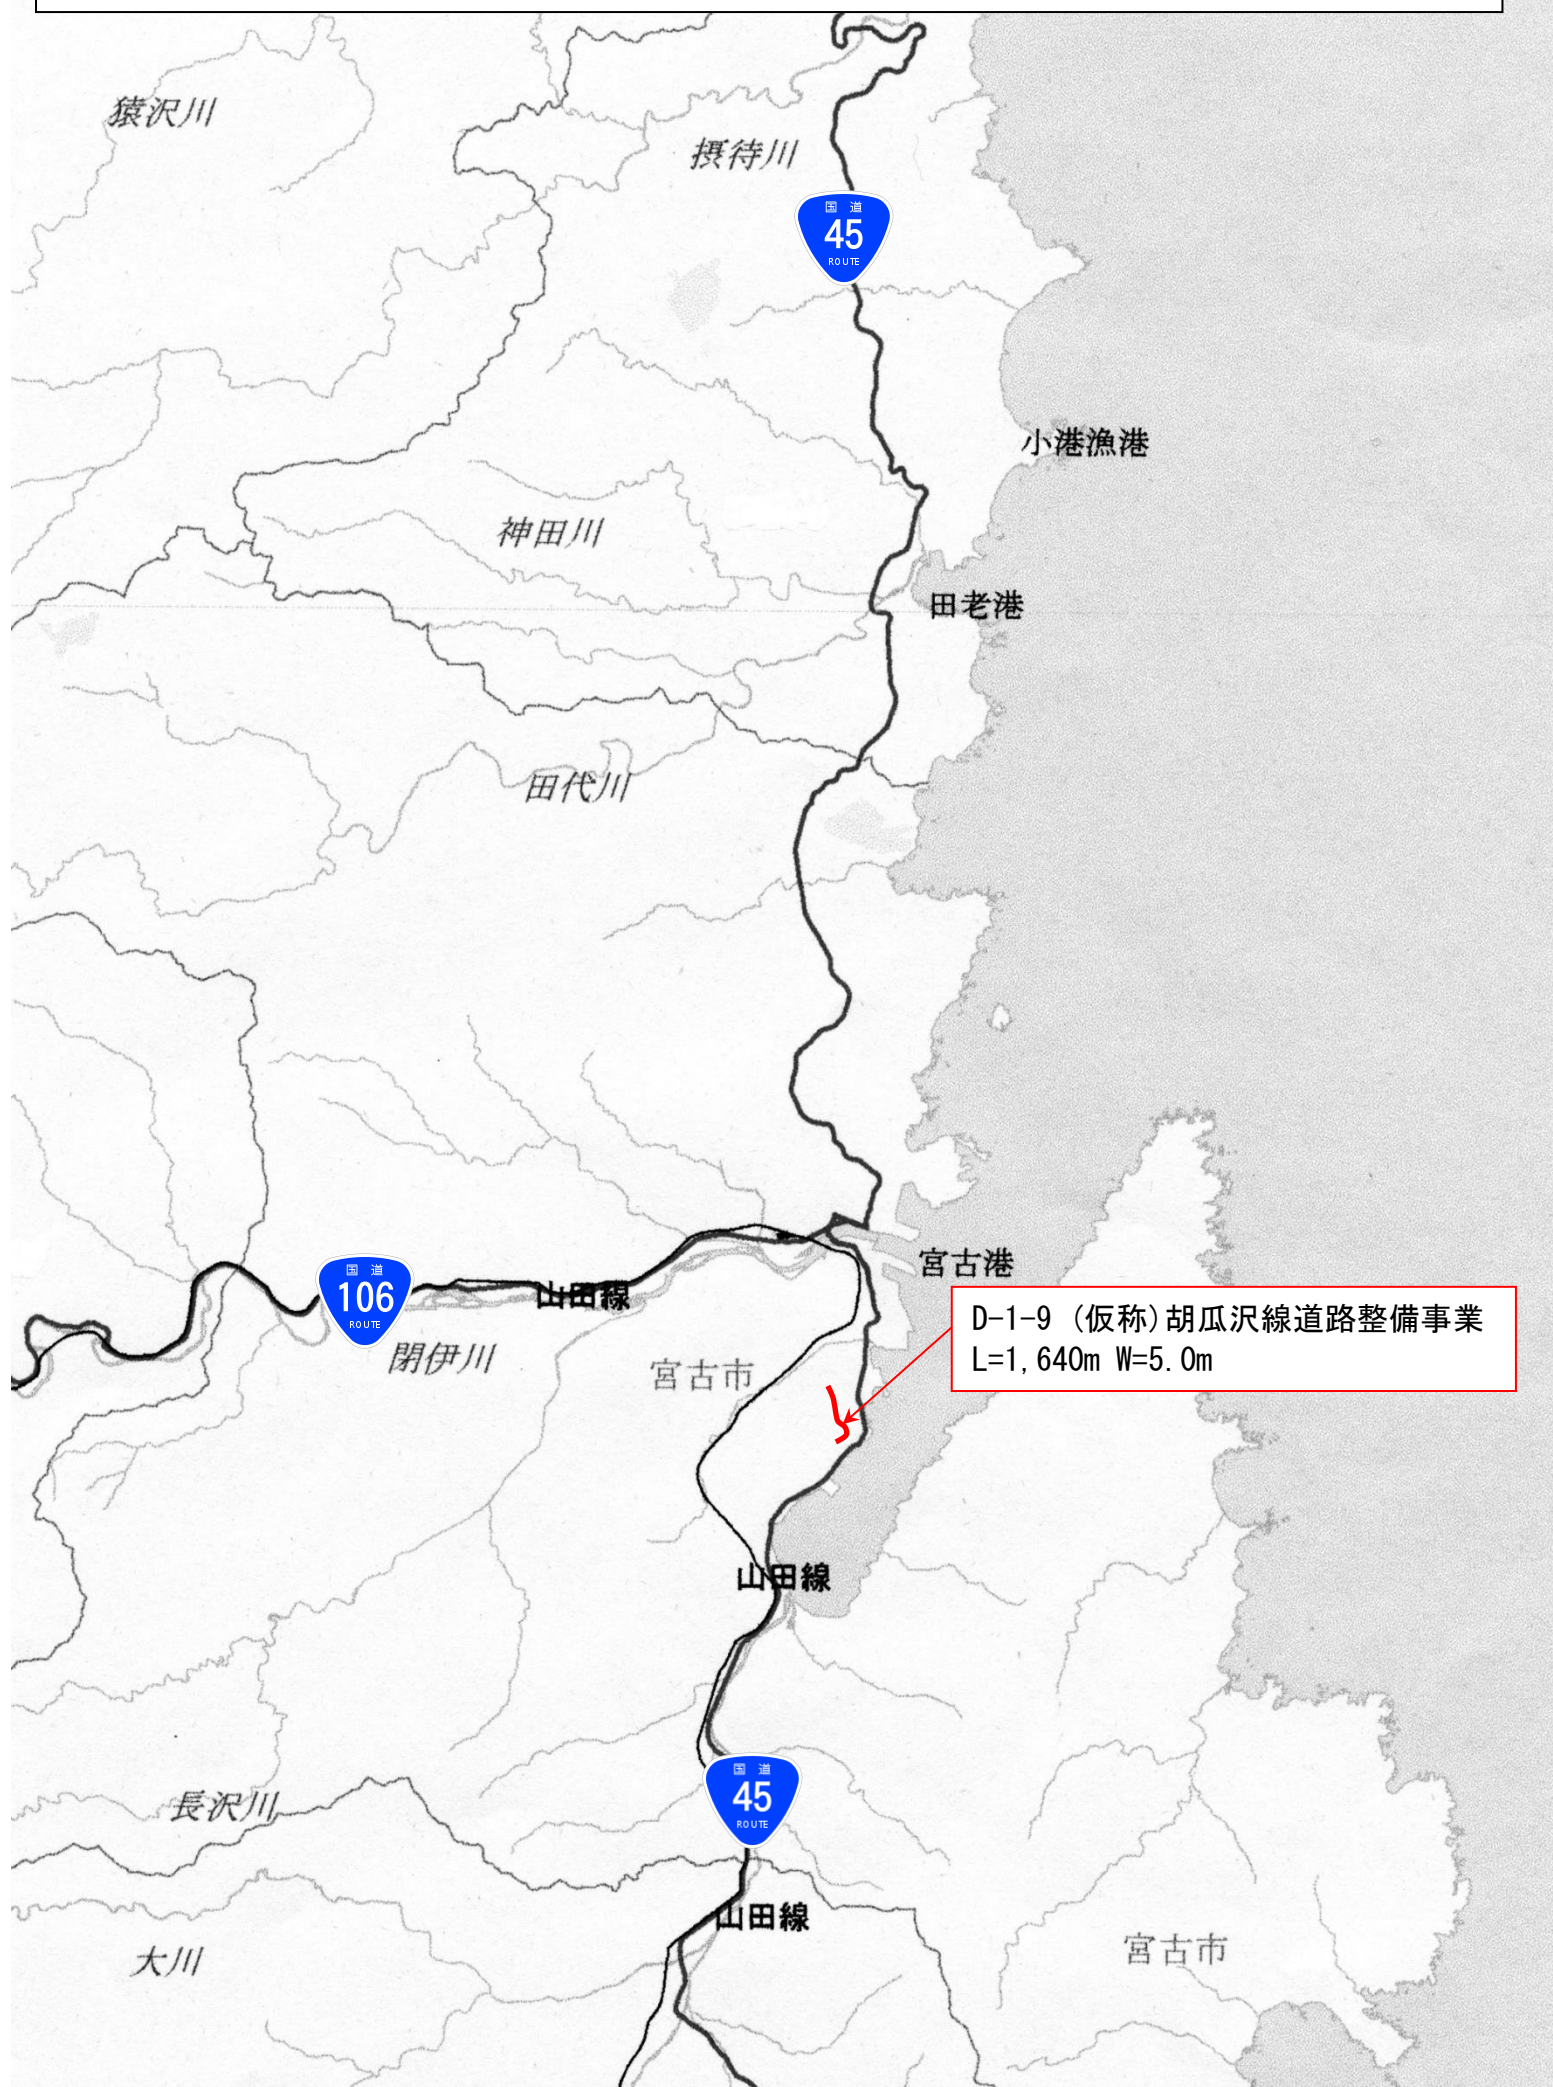 猿沢川
摂待川
国 道
45
ROUTE
小港漁港
神田川
田老港
田代川
宮古港
国 道
106
ROUTE
山田線
D-1-9 (仮称)胡瓜沢線道路整備事業
L=1,640m W=5.0m
閉伊川
宮古市
山田線
国 道
45
ROUTE
長沢川
山田線
宮古市
大川